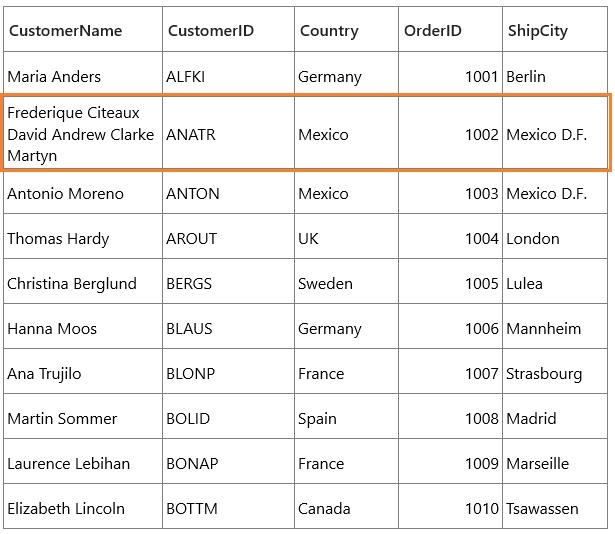 CustomerName CustomerID Country OrderID ShipCity
Maria Anders ALFKI Germany 1001 Berlin
Frederique Citeaux
David Andrew Clarke ANATR Mexico 1002 Mexico D.F.
Martyn
Antonio Moreno ANTON Mexico 1003 Mexico D.F.
Thomas Hardy AROUT UK 1004 London
Christina Berglund BERGS Sweden 1005 Lulea
Hanna Moos BLAUS Germany 1006 Mannheim
Ana Trujilo BLONP France 1007 Strasbourg
Martin Sommer BOLID Spain 1008 Madrid
Laurence Lebihan BONAP France 1009 Marseille
Elizabeth Lincoln BOTTM Canada 1010 Tsawassen